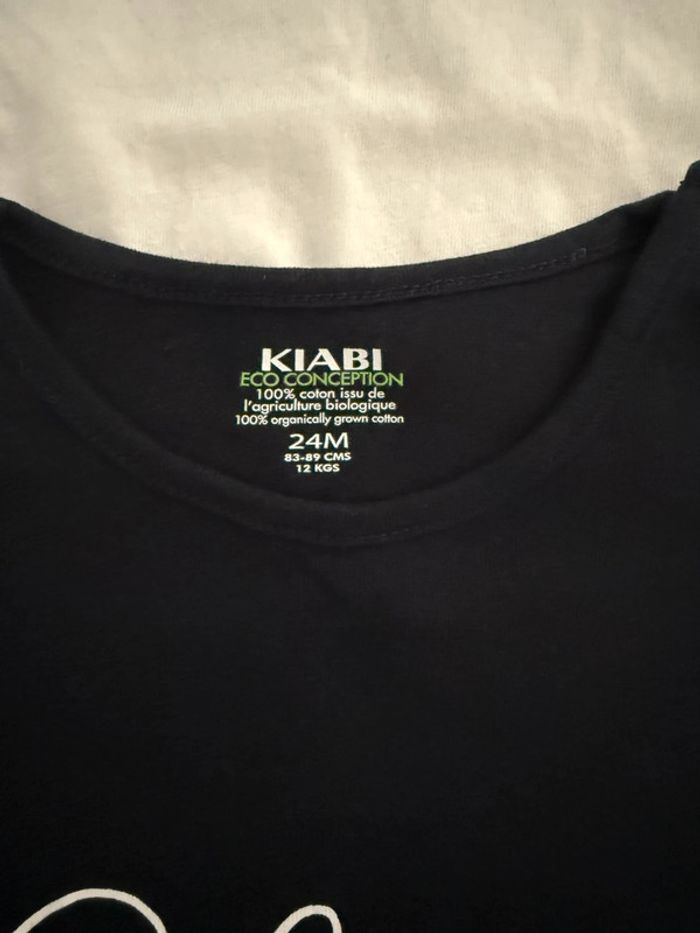 KIABI
ECO CONCEPTION
100% coton issu de
l'agriculture biologique
100% organically grown cotton
24M
83-89 CMS
12 KGS